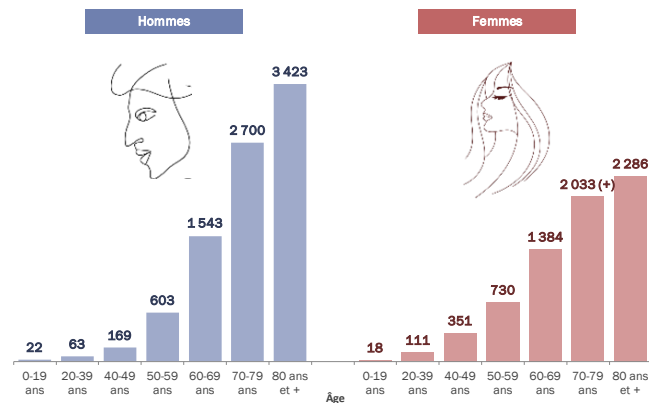 Hommes
Femmes
3 423
2 700
1 543
603
169
63
22
2 286
2 033 (+)
1 384
730
351
111
18
0-19 ans
20-39 ans
40-49 ans
50-59 ans
60-69 ans
70-79 ans
80 ans et +
0-19 ans
20-39 ans
40-49 ans
50-59 ans
60-69 ans
70-79 ans
80 ans et +
Âge